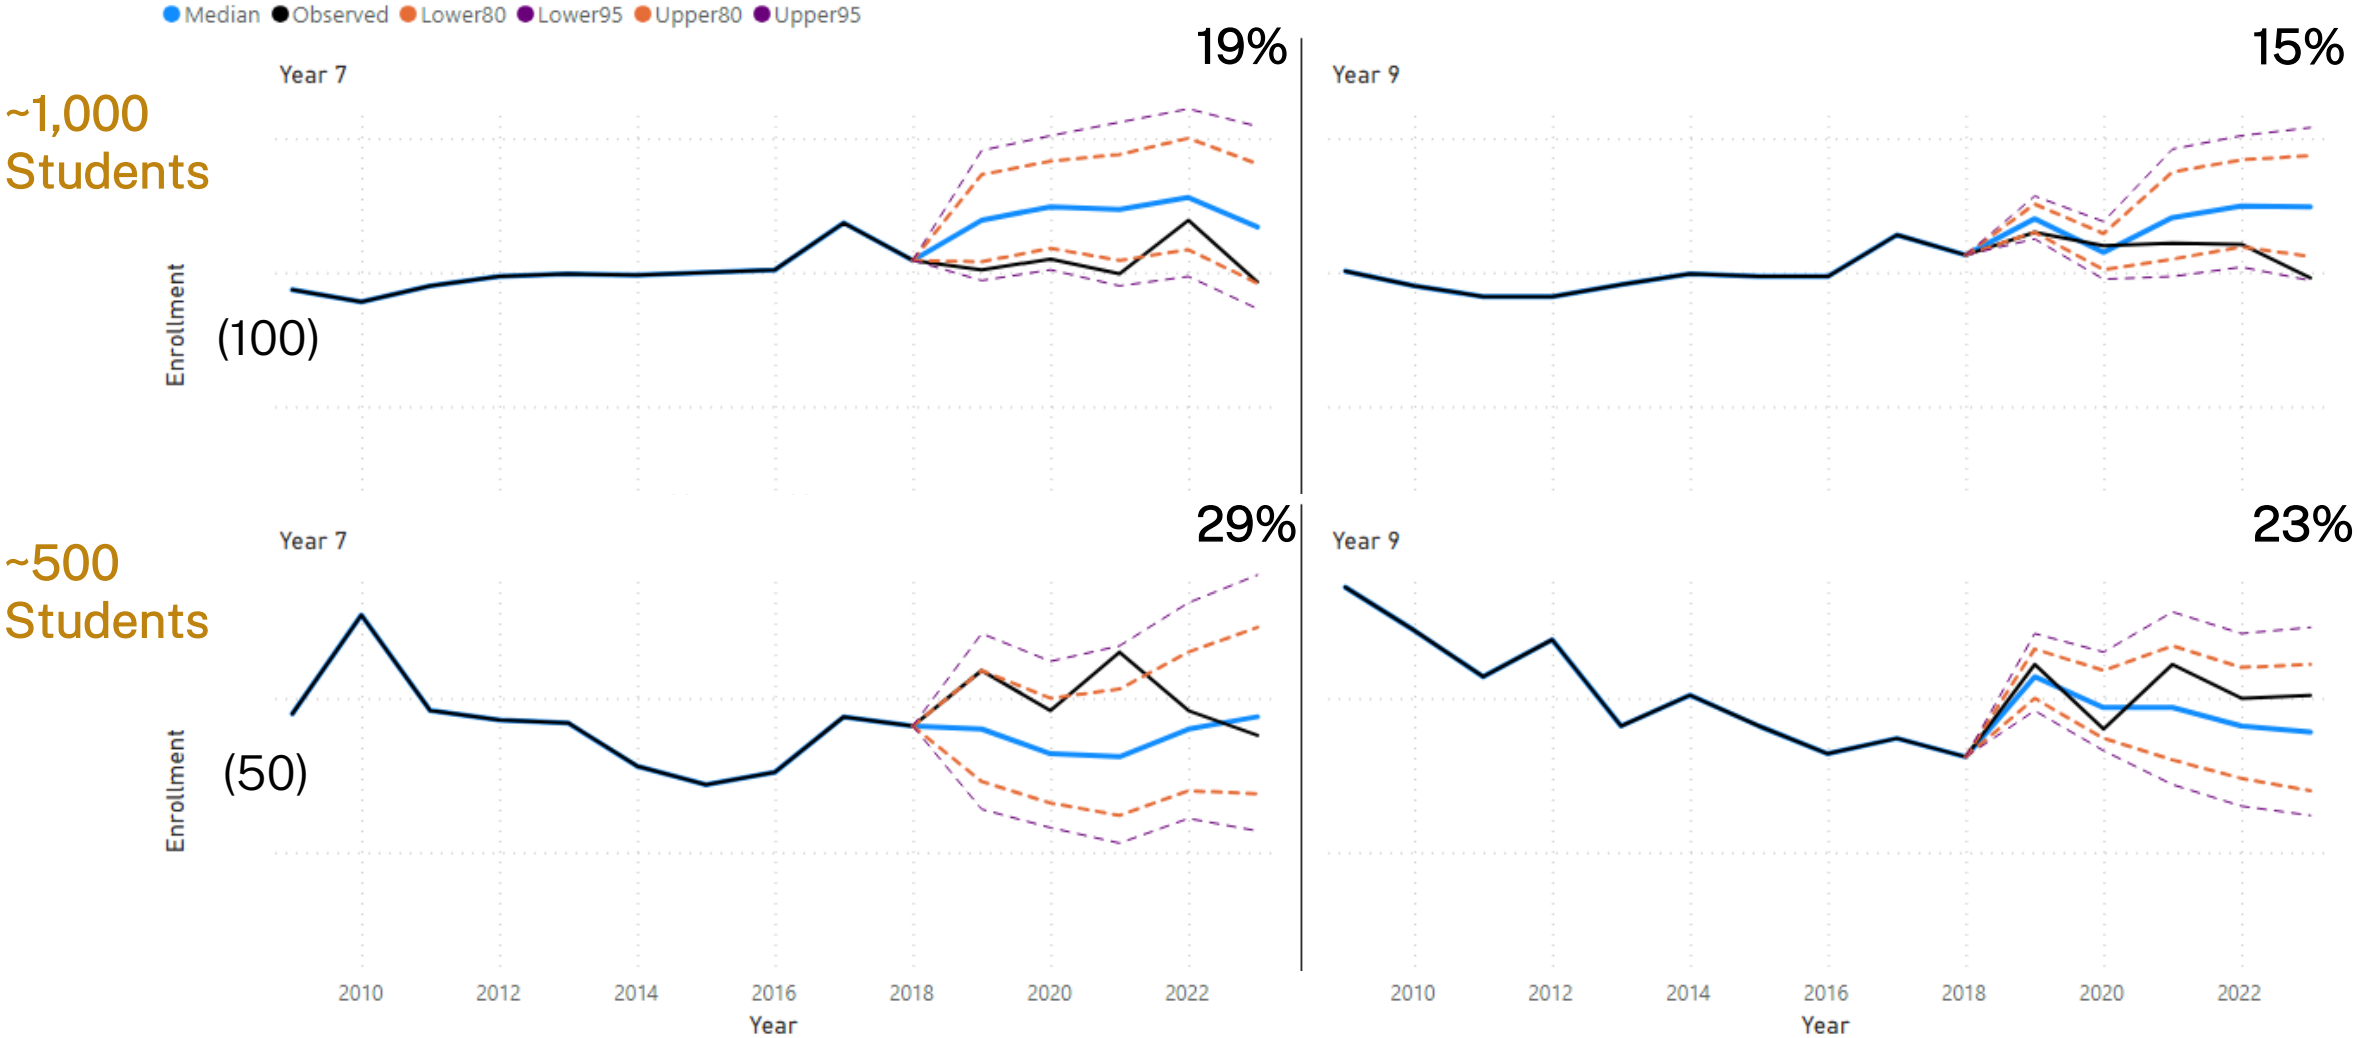 Median Observed Lower80 Lower95 Upper80 Upper95
19%
15%
Year 7
Year 9
~1,000
Students
Enrollment
(100)
29%
23%
Year 7
Year 9
~500
Students
Enrollment
(50)
2010 2012 2014 2016 2018 2020 2022
2010 2012 2014 2016 2018 2020 2022
Year
Year